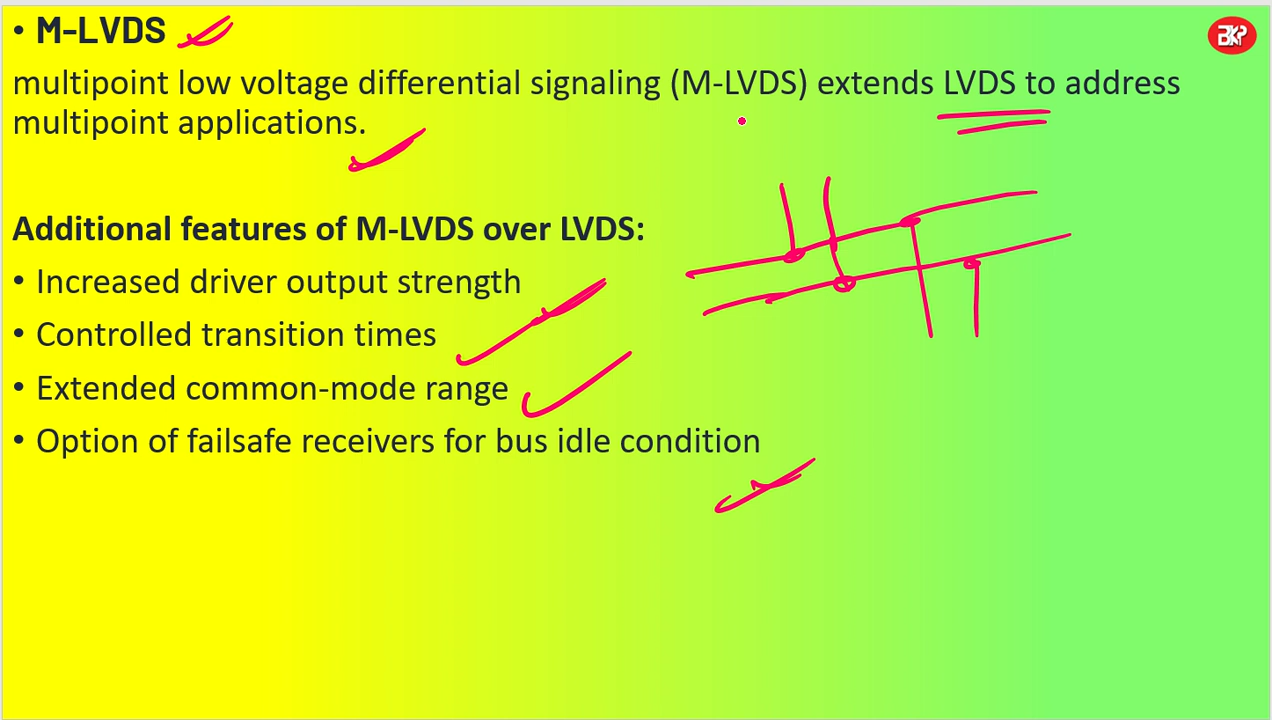 • M-LVDS
BKP
multipoint low voltage differential signaling (M-LVDS) extends LVDS to address
multipoint applications.
Additional features of M-LVDS over LVDS:
• Increased driver output strength
• Controlled transition times
• Extended common-mode range
• Option of failsafe receivers for bus idle condition